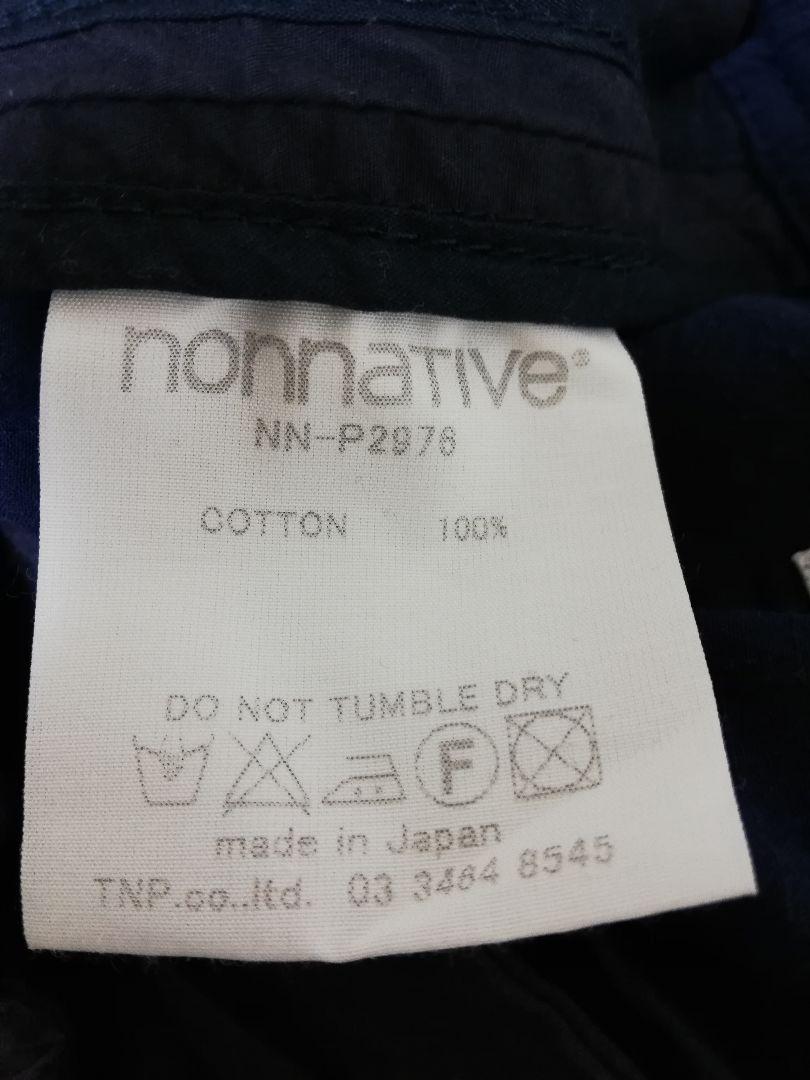 nonnative®
NN-P2976
COTTON 100%
DO NOT TUMBLE DRY
F
made in Japan
TNP.co.,ltd. 03 3464 8545